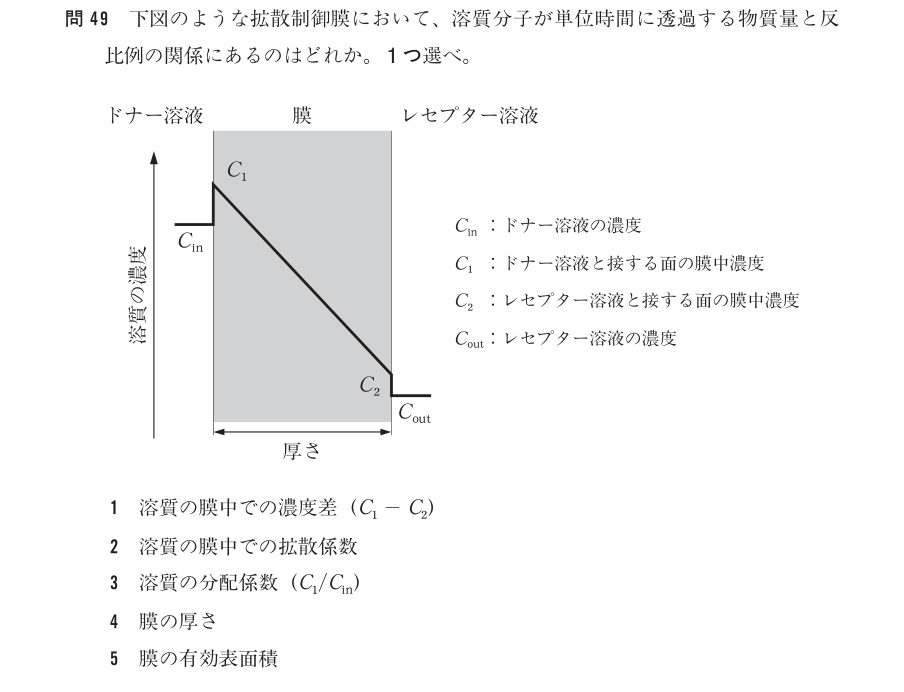 問 49 下図のような拡散制御膜において、溶質分子が単位時間に透過する物質量と反
比例の関係にあるのはどれか。1つ選べ。
ドナー溶液 膜 レセプター溶液
C₁
Cin
溶質の濃度
C₂
Cout
厚さ
Cin：ドナー溶液の濃度
C₁：ドナー溶液と接する面の膜中濃度
C₂：レセプター溶液と接する面の膜中濃度
Cout：レセプター溶液の濃度
1 溶質の膜中での濃度差（C₁ − C₂）
2 溶質の膜中での拡散係数
3 溶質の分配係数（C₁/Cin）
4 膜の厚さ
5 膜の有効表面積